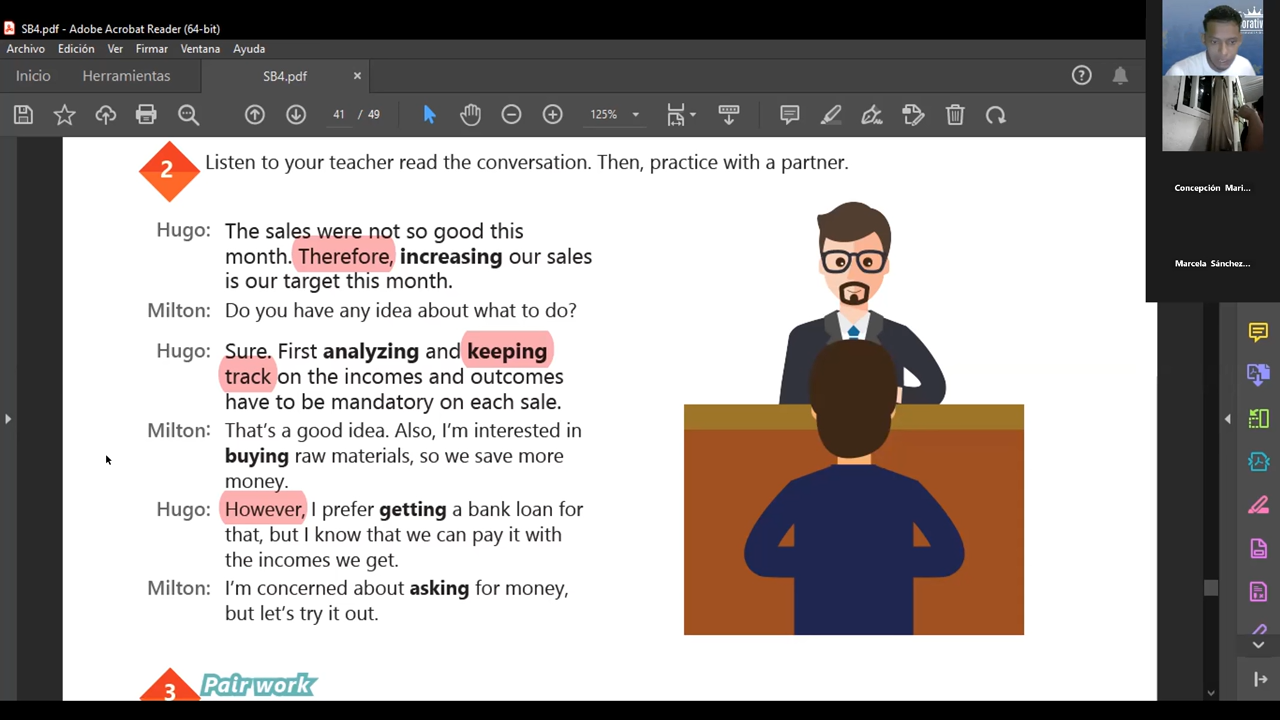 SB4.pdf - Adobe Acrobat Reader (64-bit)
Archivo Edición Ver Firmar Ventana Ayuda
Inicio Herramientas SB4.pdf ×
41 / 49 125%
2 Listen to your teacher read the conversation. Then, practice with a partner.
Hugo: The sales were not so good this
month. Therefore, increasing our sales
is our target this month.
Milton: Do you have any idea about what to do?
Hugo: Sure. First analyzing and keeping
track on the incomes and outcomes
have to be mandatory on each sale.
Milton: That's a good idea. Also, I'm interested in
buying raw materials, so we save more
money.
Hugo: However, I prefer getting a bank loan for
that, but I know that we can pay it with
the incomes we get.
Milton: I'm concerned about asking for money,
but let's try it out.
3 Pair work
Concepción Mari...
Marcela Sánchez...